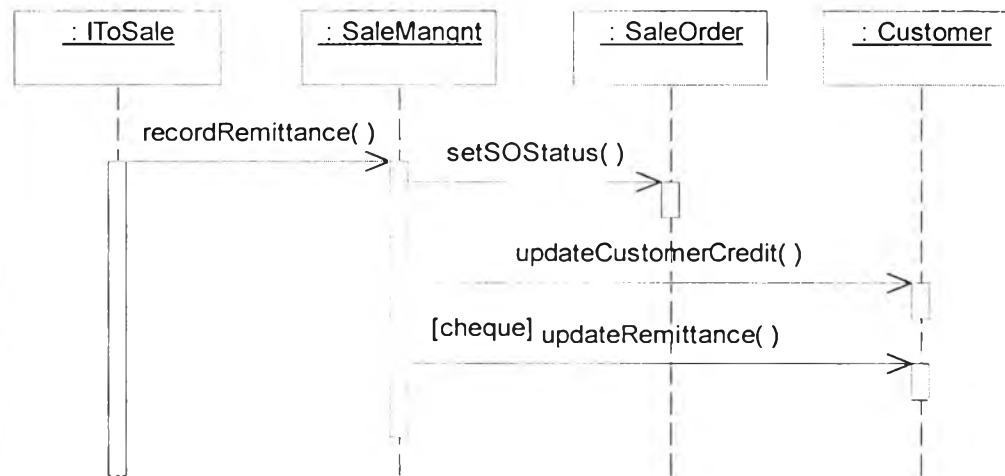 : IToSale
: SaleMangnt
: SaleOrder
: Customer
recordRemittance( )
setSOStatus( )
updateCustomerCredit( )
[cheque] updateRemittance( )